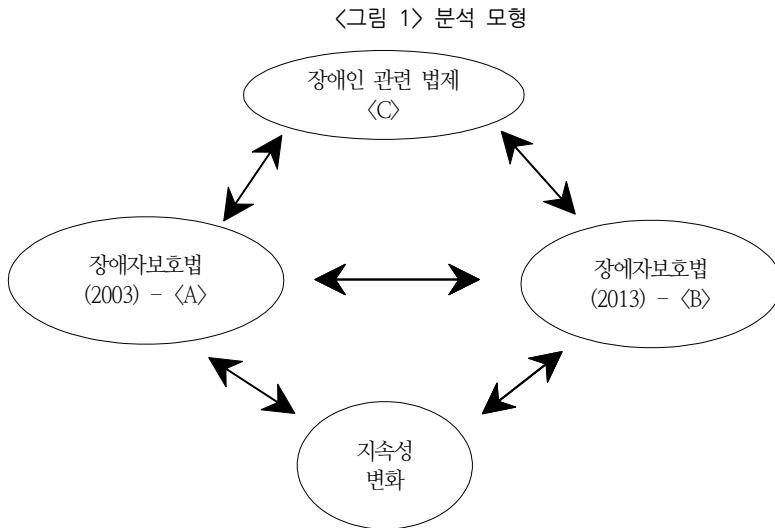 〈그림 1〉 분석 모형
장애인 관련 법제
〈C〉
장애자보호법
(2003) - 〈A〉
장에자보호법
(2013) - 〈B〉
지속성
변화